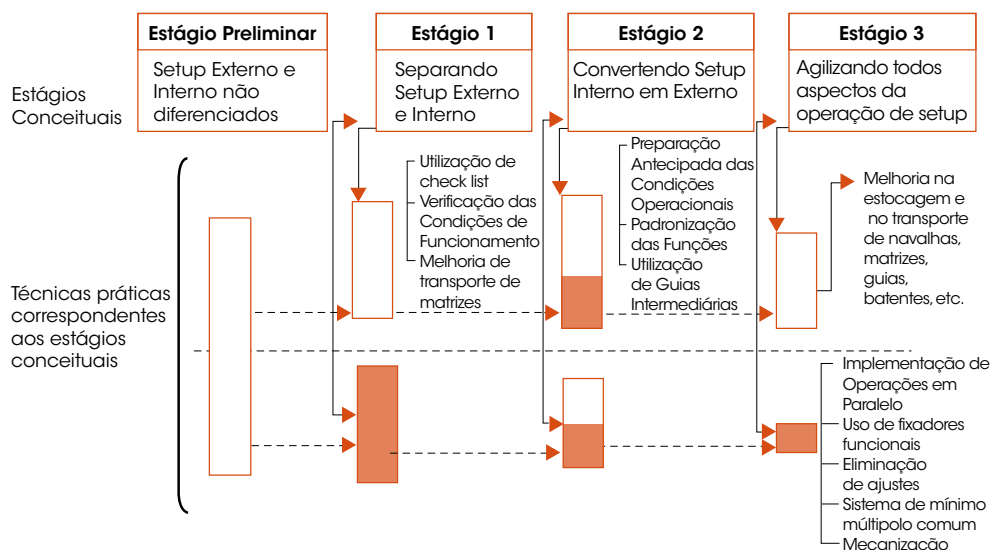 Estágio Preliminar
Setup Externo e
Interno não
diferenciados
Estágio 1
Separando
Setup Externo
e Interno
Estágio 2
Convertendo Setup
Interno em Externo
Estágio 3
Agilizando todos
aspectos da
operação de setup
Estágios
Conceituais
Utilização de
check list
Verificação das
Condições de
Funcionamento
Melhoria de
transporte de
matrizes
Preparação
Antecipada das
Condições
Operacionais
Padronização
das Funções
Utilização
de Guias
Intermediárias
Melhoria na
estocagem e
no transporte
de navalhas,
matrizes,
guias,
batentes, etc.
Técnicas práticas
correspondentes
aos estágios
conceituais
Implementação de
Operações em
Paralelo
Uso de fixadores
funcionais
Eliminação
de ajustes
Sistema de mínimo
múltipolo comum
Mecanização